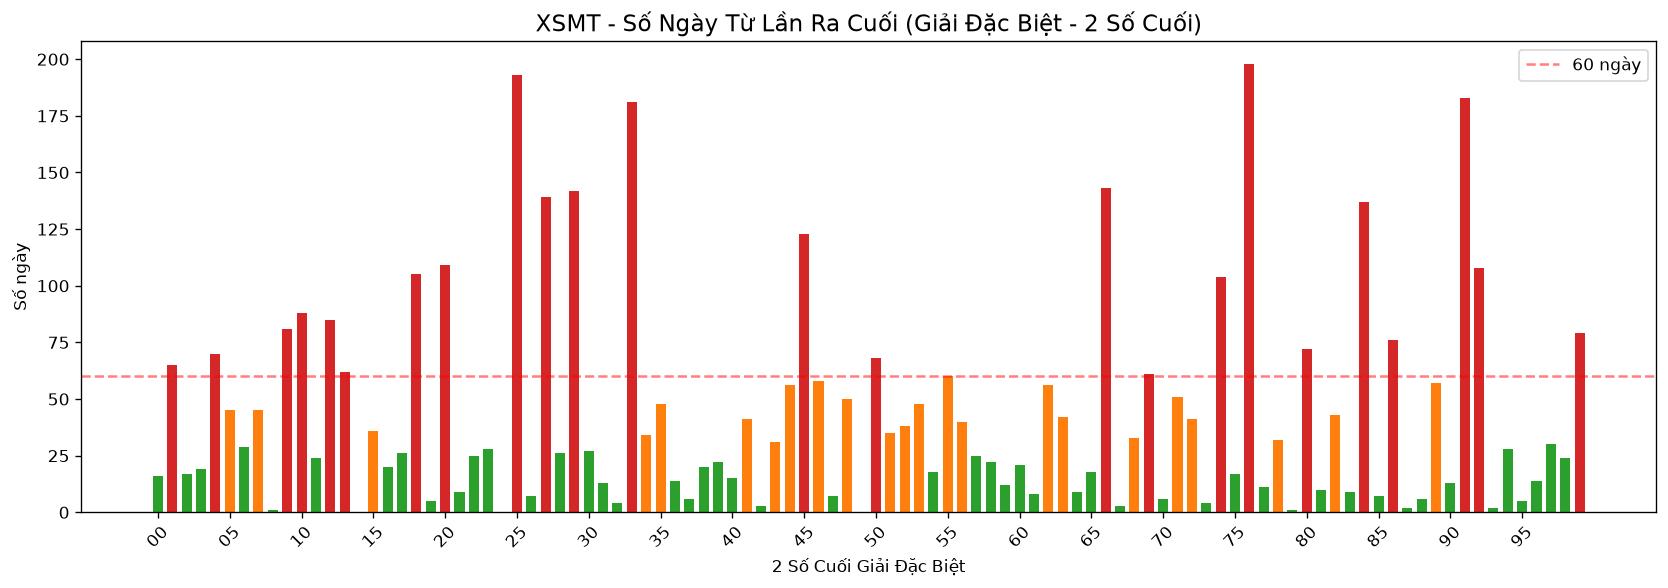 XSMT - Số Ngày Từ Lần Ra Cuối (Giải Đặc Biệt - 2 Số Cuối)
60 ngày
Số ngày
200
175
150
125
100
75
50
25
0
00 05 10 15 20 25 30 35 40 45 50 55 60 65 70 75 80 85 90 95
2 Số Cuối Giải Đặc Biệt